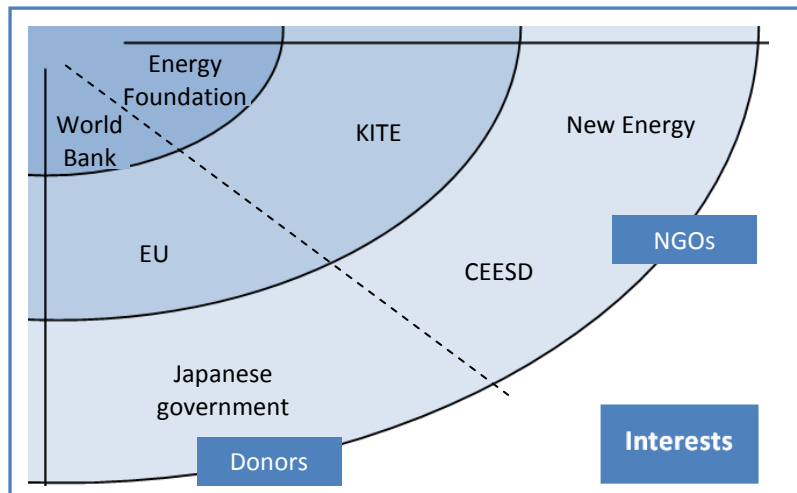 Energy
Foundation
World
Bank
KITE
New Energy
EU
CEESD
NGOs
Japanese
government
Donors
Interests